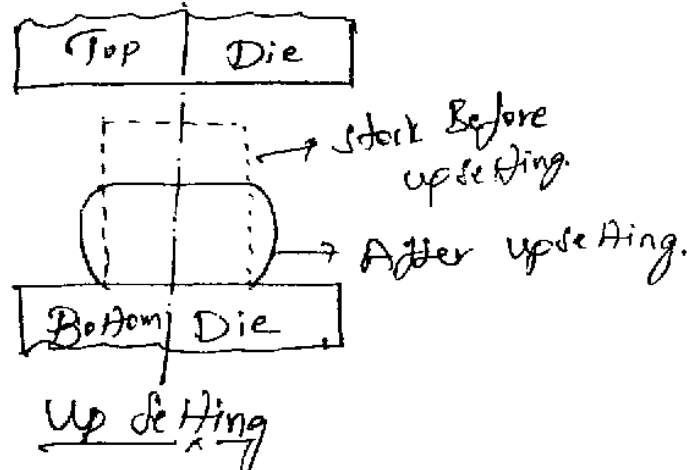 Top Die
Stock Before
upsetting.
After upsetting.
Bottom Die
Up setting